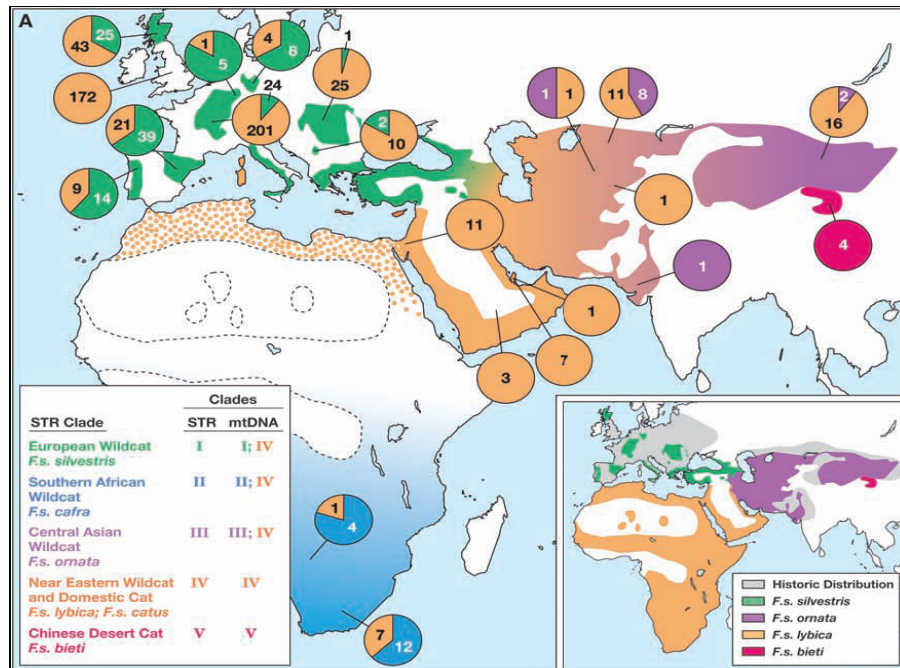 A
43 25
1 5
4 8
1
25
172
24
201
2
10
21 39
9 14
1 1
11 8
2
16
1
4
1
11
1
7
3
1
4
7
12
Clades
STR Clade STR mtDNA
European Wildcat I I; IV
F.s. silvestris
Southern African II II; IV
Wildcat
F.s. cafra
Central Asian III III; IV
Wildcat
F.s. ornata
Near Eastern Wildcat IV IV
and Domestic Cat
F.s. lybica; F.s. catus
Chinese Desert Cat V V
F.s. bieti
Historic Distribution
F.s. silvestris
F.s. ornata
F.s. lybica
F.s. bieti